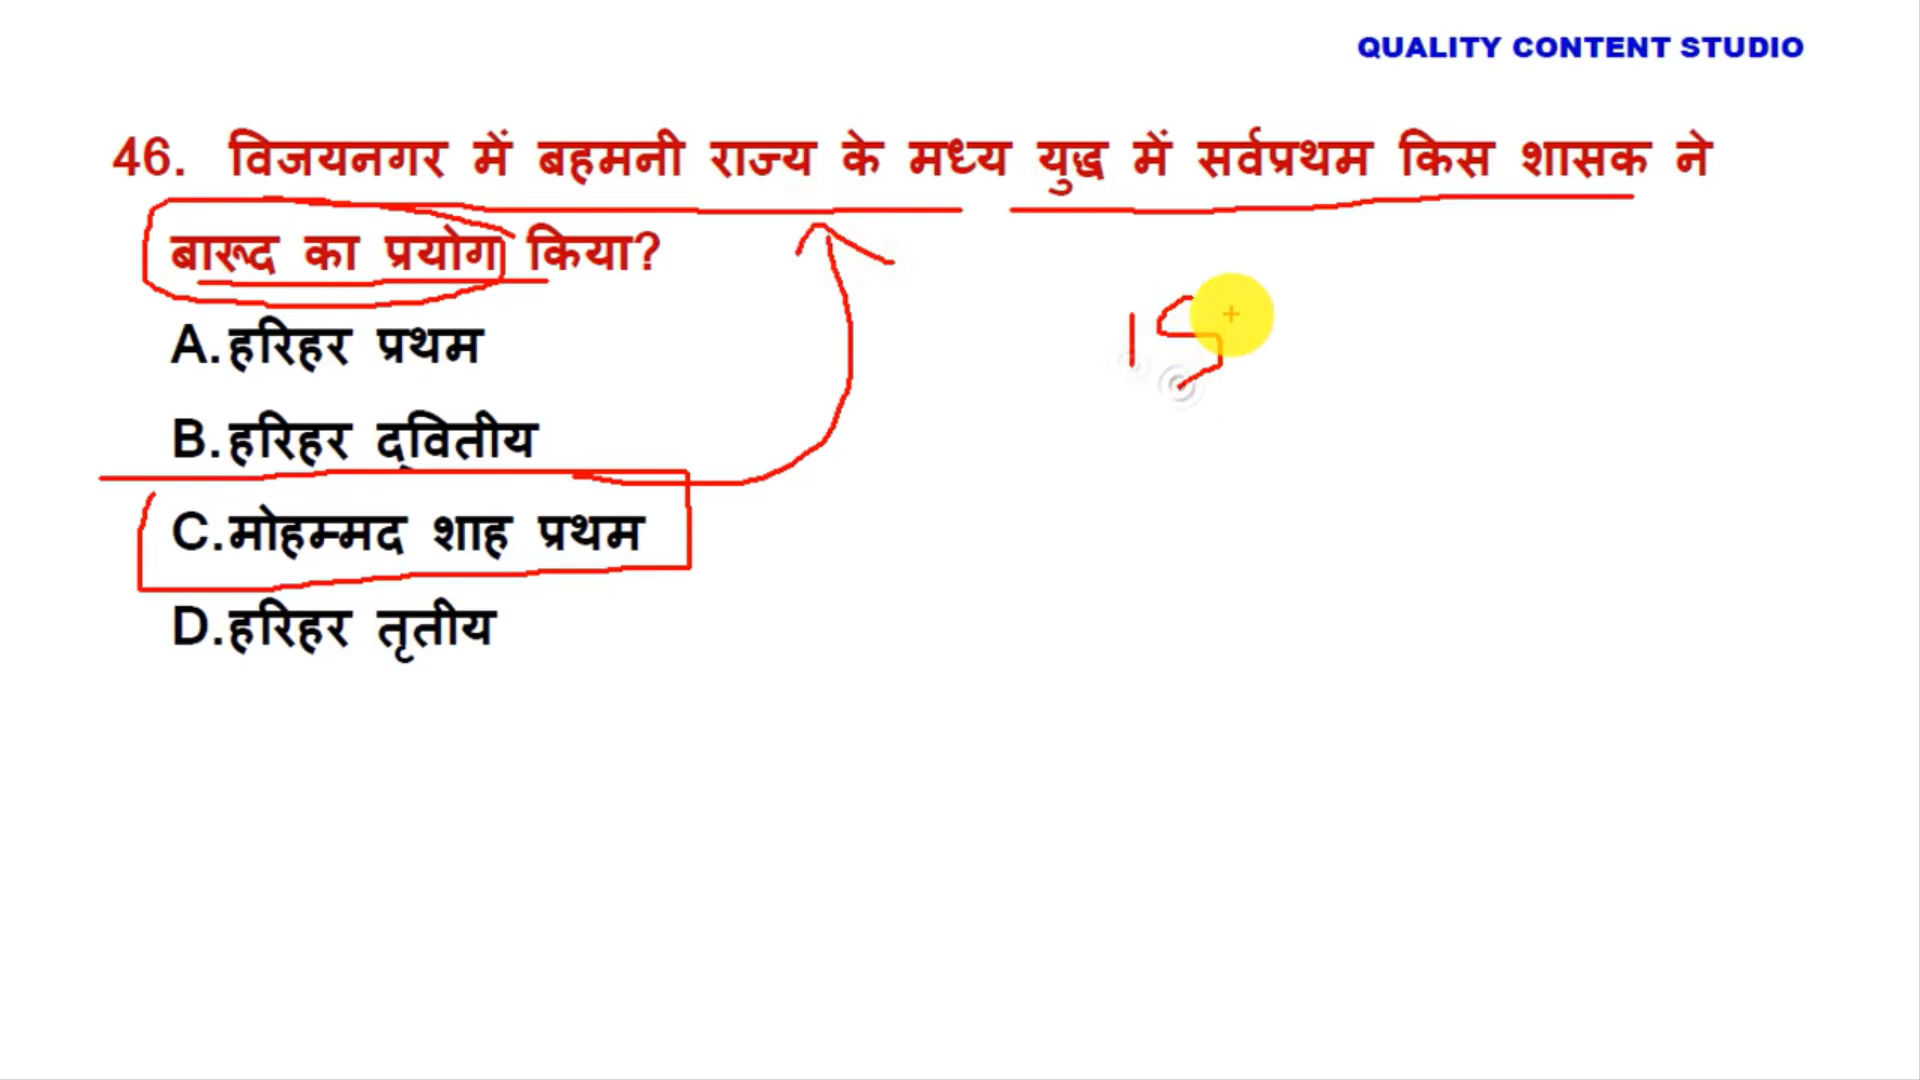 QUALITY CONTENT STUDIO
46. विजयनगर में बहमनी राज्य के मध्य युद्ध में सर्वप्रथम किस शासक ने
बारूद का प्रयोग किया?
A. हरिहर प्रथम
B. हरिहर द्वितीय
C. मोहम्मद शाह प्रथम
D. हरिहर तृतीय